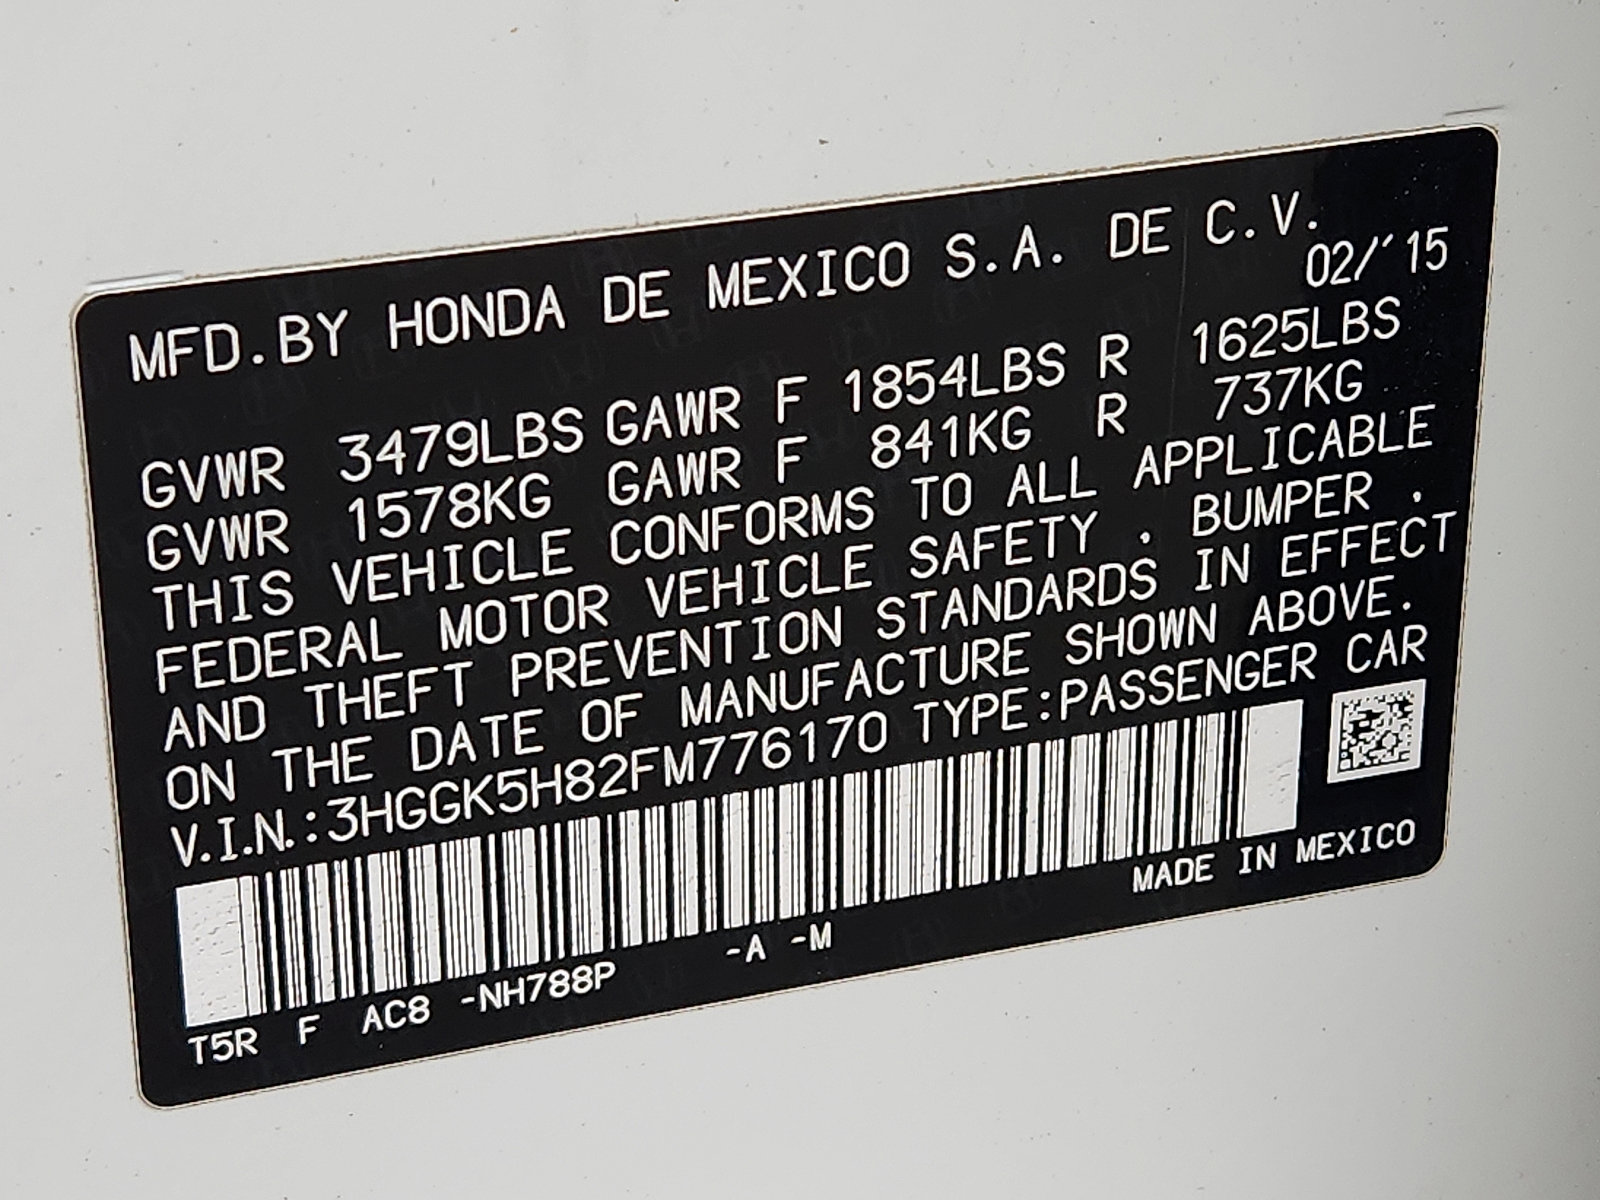 MFD.BY HONDA DE MEXICO S.A. DE C.V.
02/'15
GVWR 3479LBS GAWR F 1854LBS R 1625LBS
GVWR 1578KG GAWR F 841KG R 737KG
THIS VEHICLE CONFORMS TO ALL APPLICABLE
FEDERAL MOTOR VEHICLE SAFETY . BUMPER .
AND THEFT PREVENTION STANDARDS IN EFFECT
ON THE DATE OF MANUFACTURE SHOWN ABOVE.
V.I.N.:3HGGK5H82FM776170 TYPE:PASSENGER CAR
MADE IN MEXICO
T5R F AC8 -NH788P -A -M